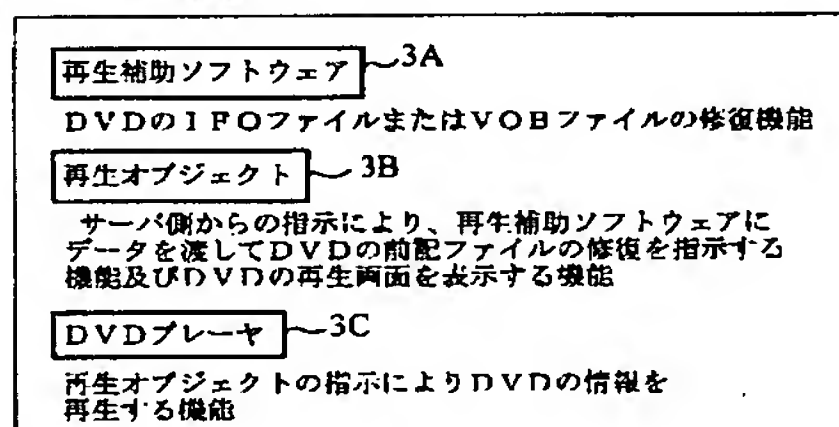 再生補助ソフトウェア 3A
DVDのIFOファイルまたはVOBファイルの修復機能
再生オブジェクト 3B
サーバ側からの指示により、再生補助ソフトウェアに
データを渡してDVDの前記ファイルの修復を指示する
機能及びDVDの再生画面を表示する機能
DVDプレーヤ 3C
再生オブジェクトの指示によりDVDの情報を
再生する機能